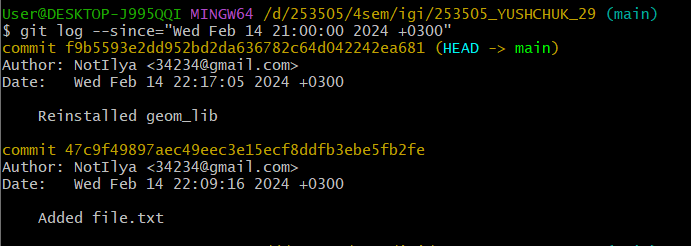 User@DESKTOP-J995QQI MINGW64 /d/253505/4sem/igi/253505_YUSHCHUK_29 (main)
$ git log --since="Wed Feb 14 21:00:00 2024 +0300"
commit f9b5593e2dd952bd2da636782c64d042242ea681 (HEAD -> main)
Author: NotIlya <34234@gmail.com>
Date:   Wed Feb 14 22:17:05 2024 +0300
Reinstalled geom_lib
commit 47c9f49897aec49eec3e15ecf8ddfb3ebe5fb2fe
Author: NotIlya <34234@gmail.com>
Date:   Wed Feb 14 22:09:16 2024 +0300
Added file.txt